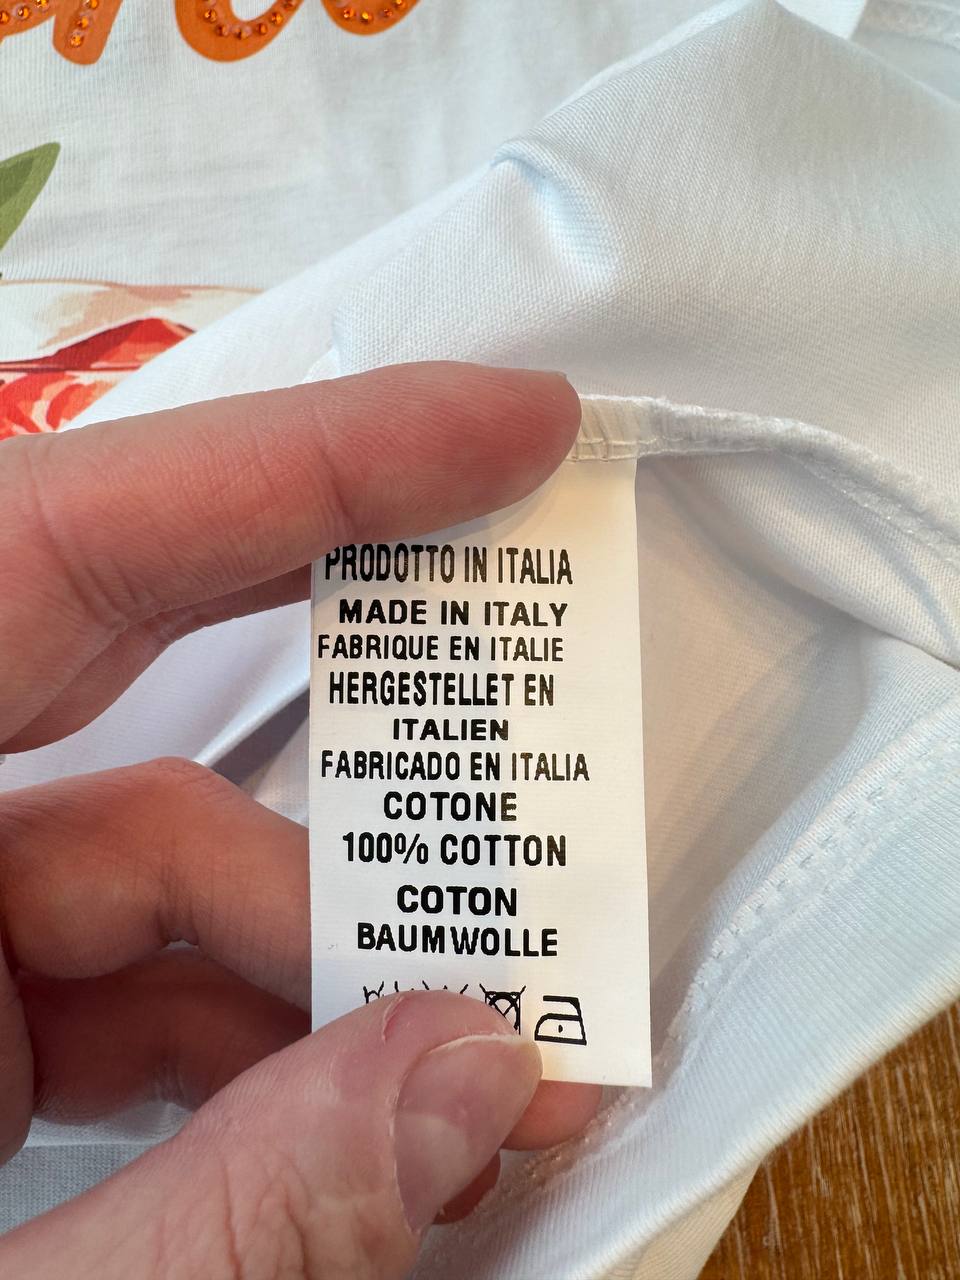 PRODOTTO IN ITALIA
MADE IN ITALY
FABRIQUE EN ITALIE
HERGESTELLET EN
ITALIEN
FABRICADO EN ITALIA
COTONE
100% COTTON
COTON
BAUMWOLLE